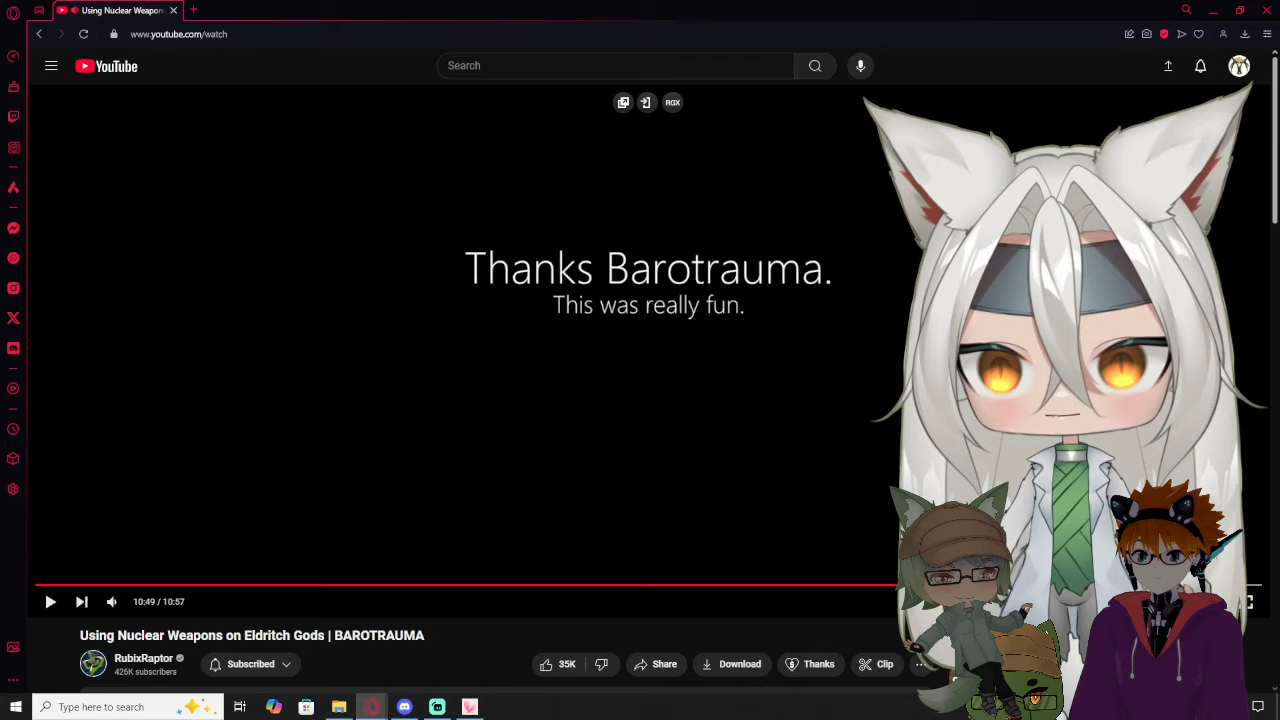 Using Nuclear Weapon
www.youtube.com/watch
YouTube
Search
RGX
Thanks Barotrauma.
This was really fun.
10:49 / 10:57
Using Nuclear Weapons on Eldritch Gods | BAROTRAUMA
RubixRaptor
426K subscribers
Subscribed
35K
Share
Download
Thanks
Clip
Type here to search